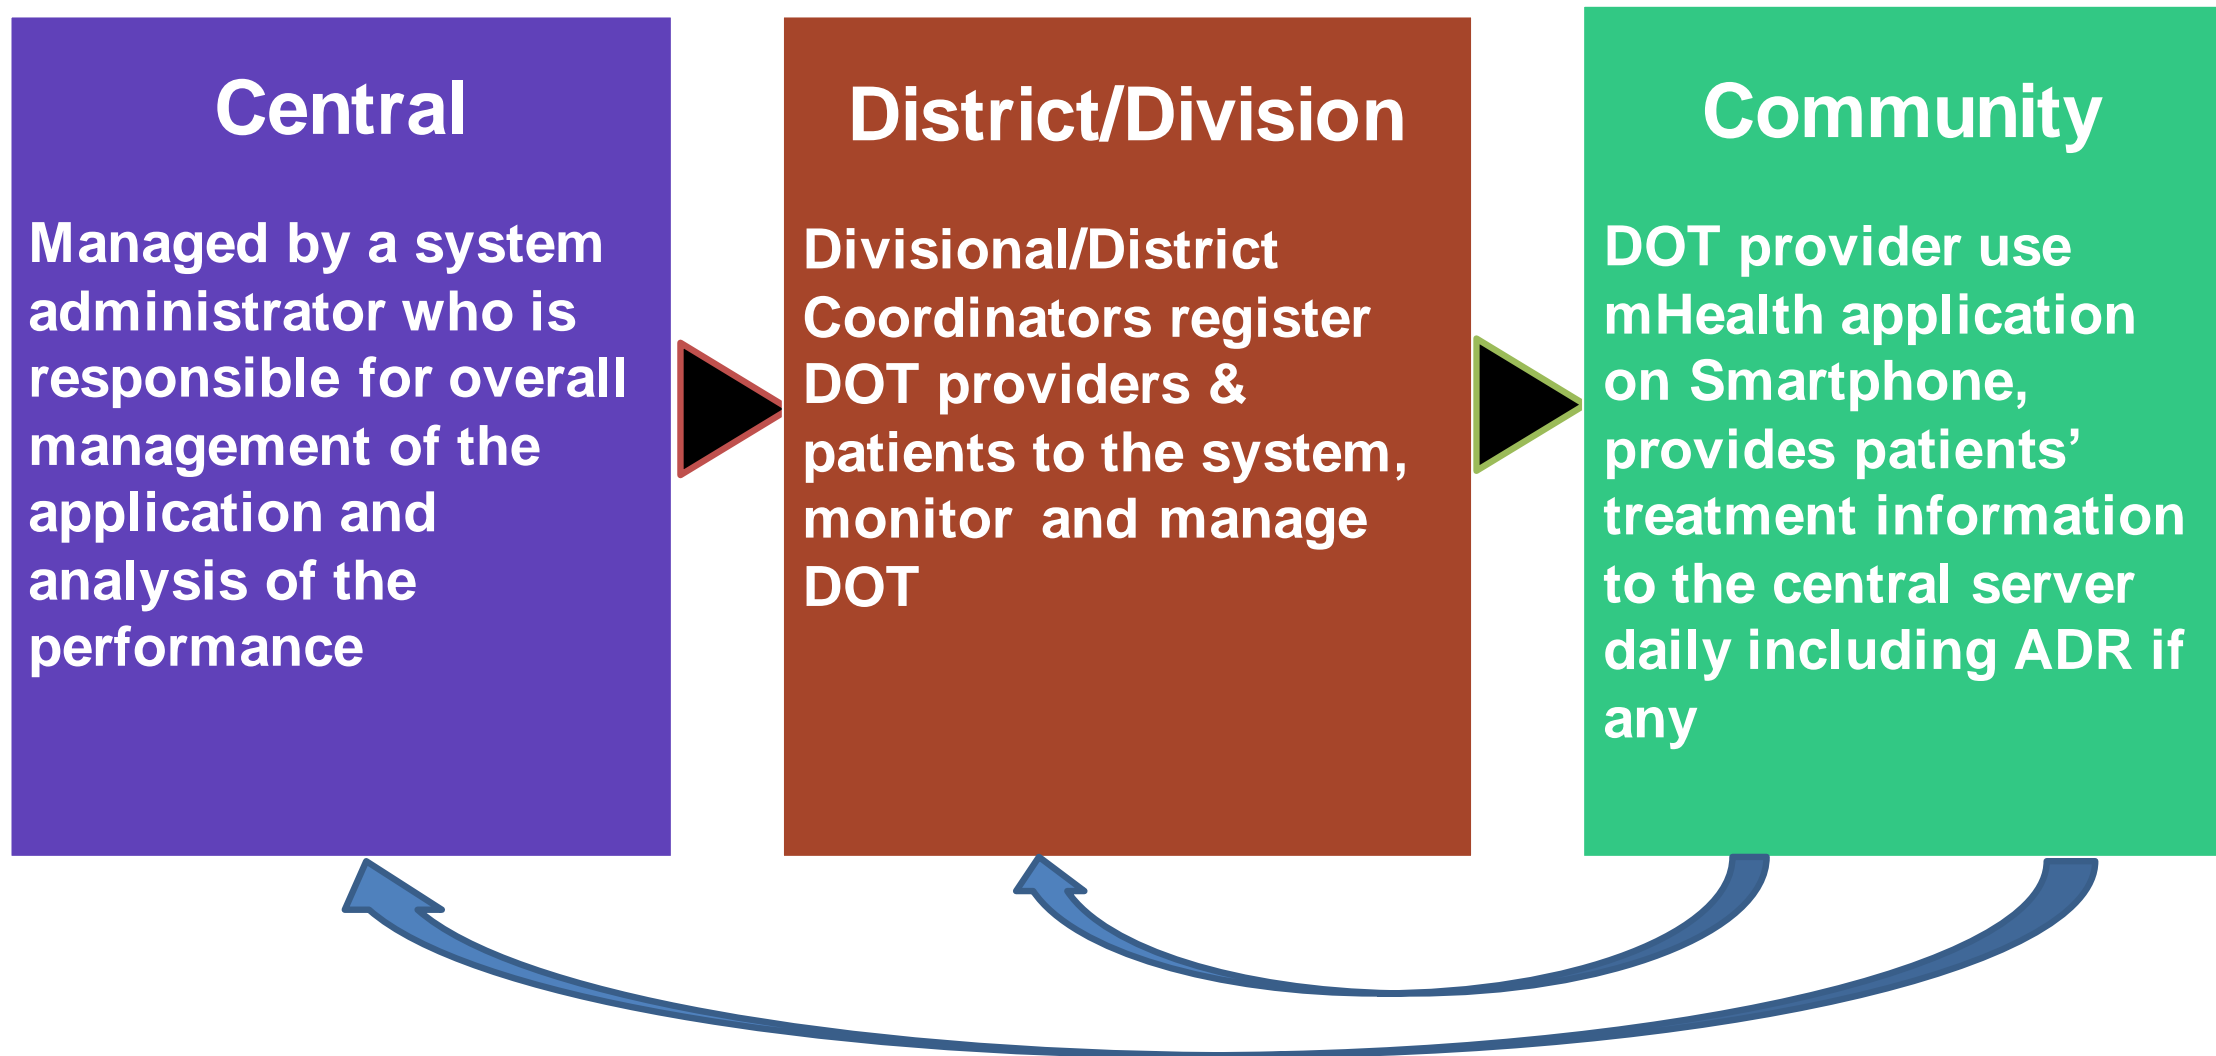 Central
Managed by a system
administrator who is
responsible for overall
management of the
application and
analysis of the
performance
District/Division
Divisional/District
Coordinators register
DOT providers &
patients to the system,
monitor  and manage
DOT
Community
DOT provider use
mHealth application
on Smartphone,
provides patients’
treatment information
to the central server
daily including ADR if
any